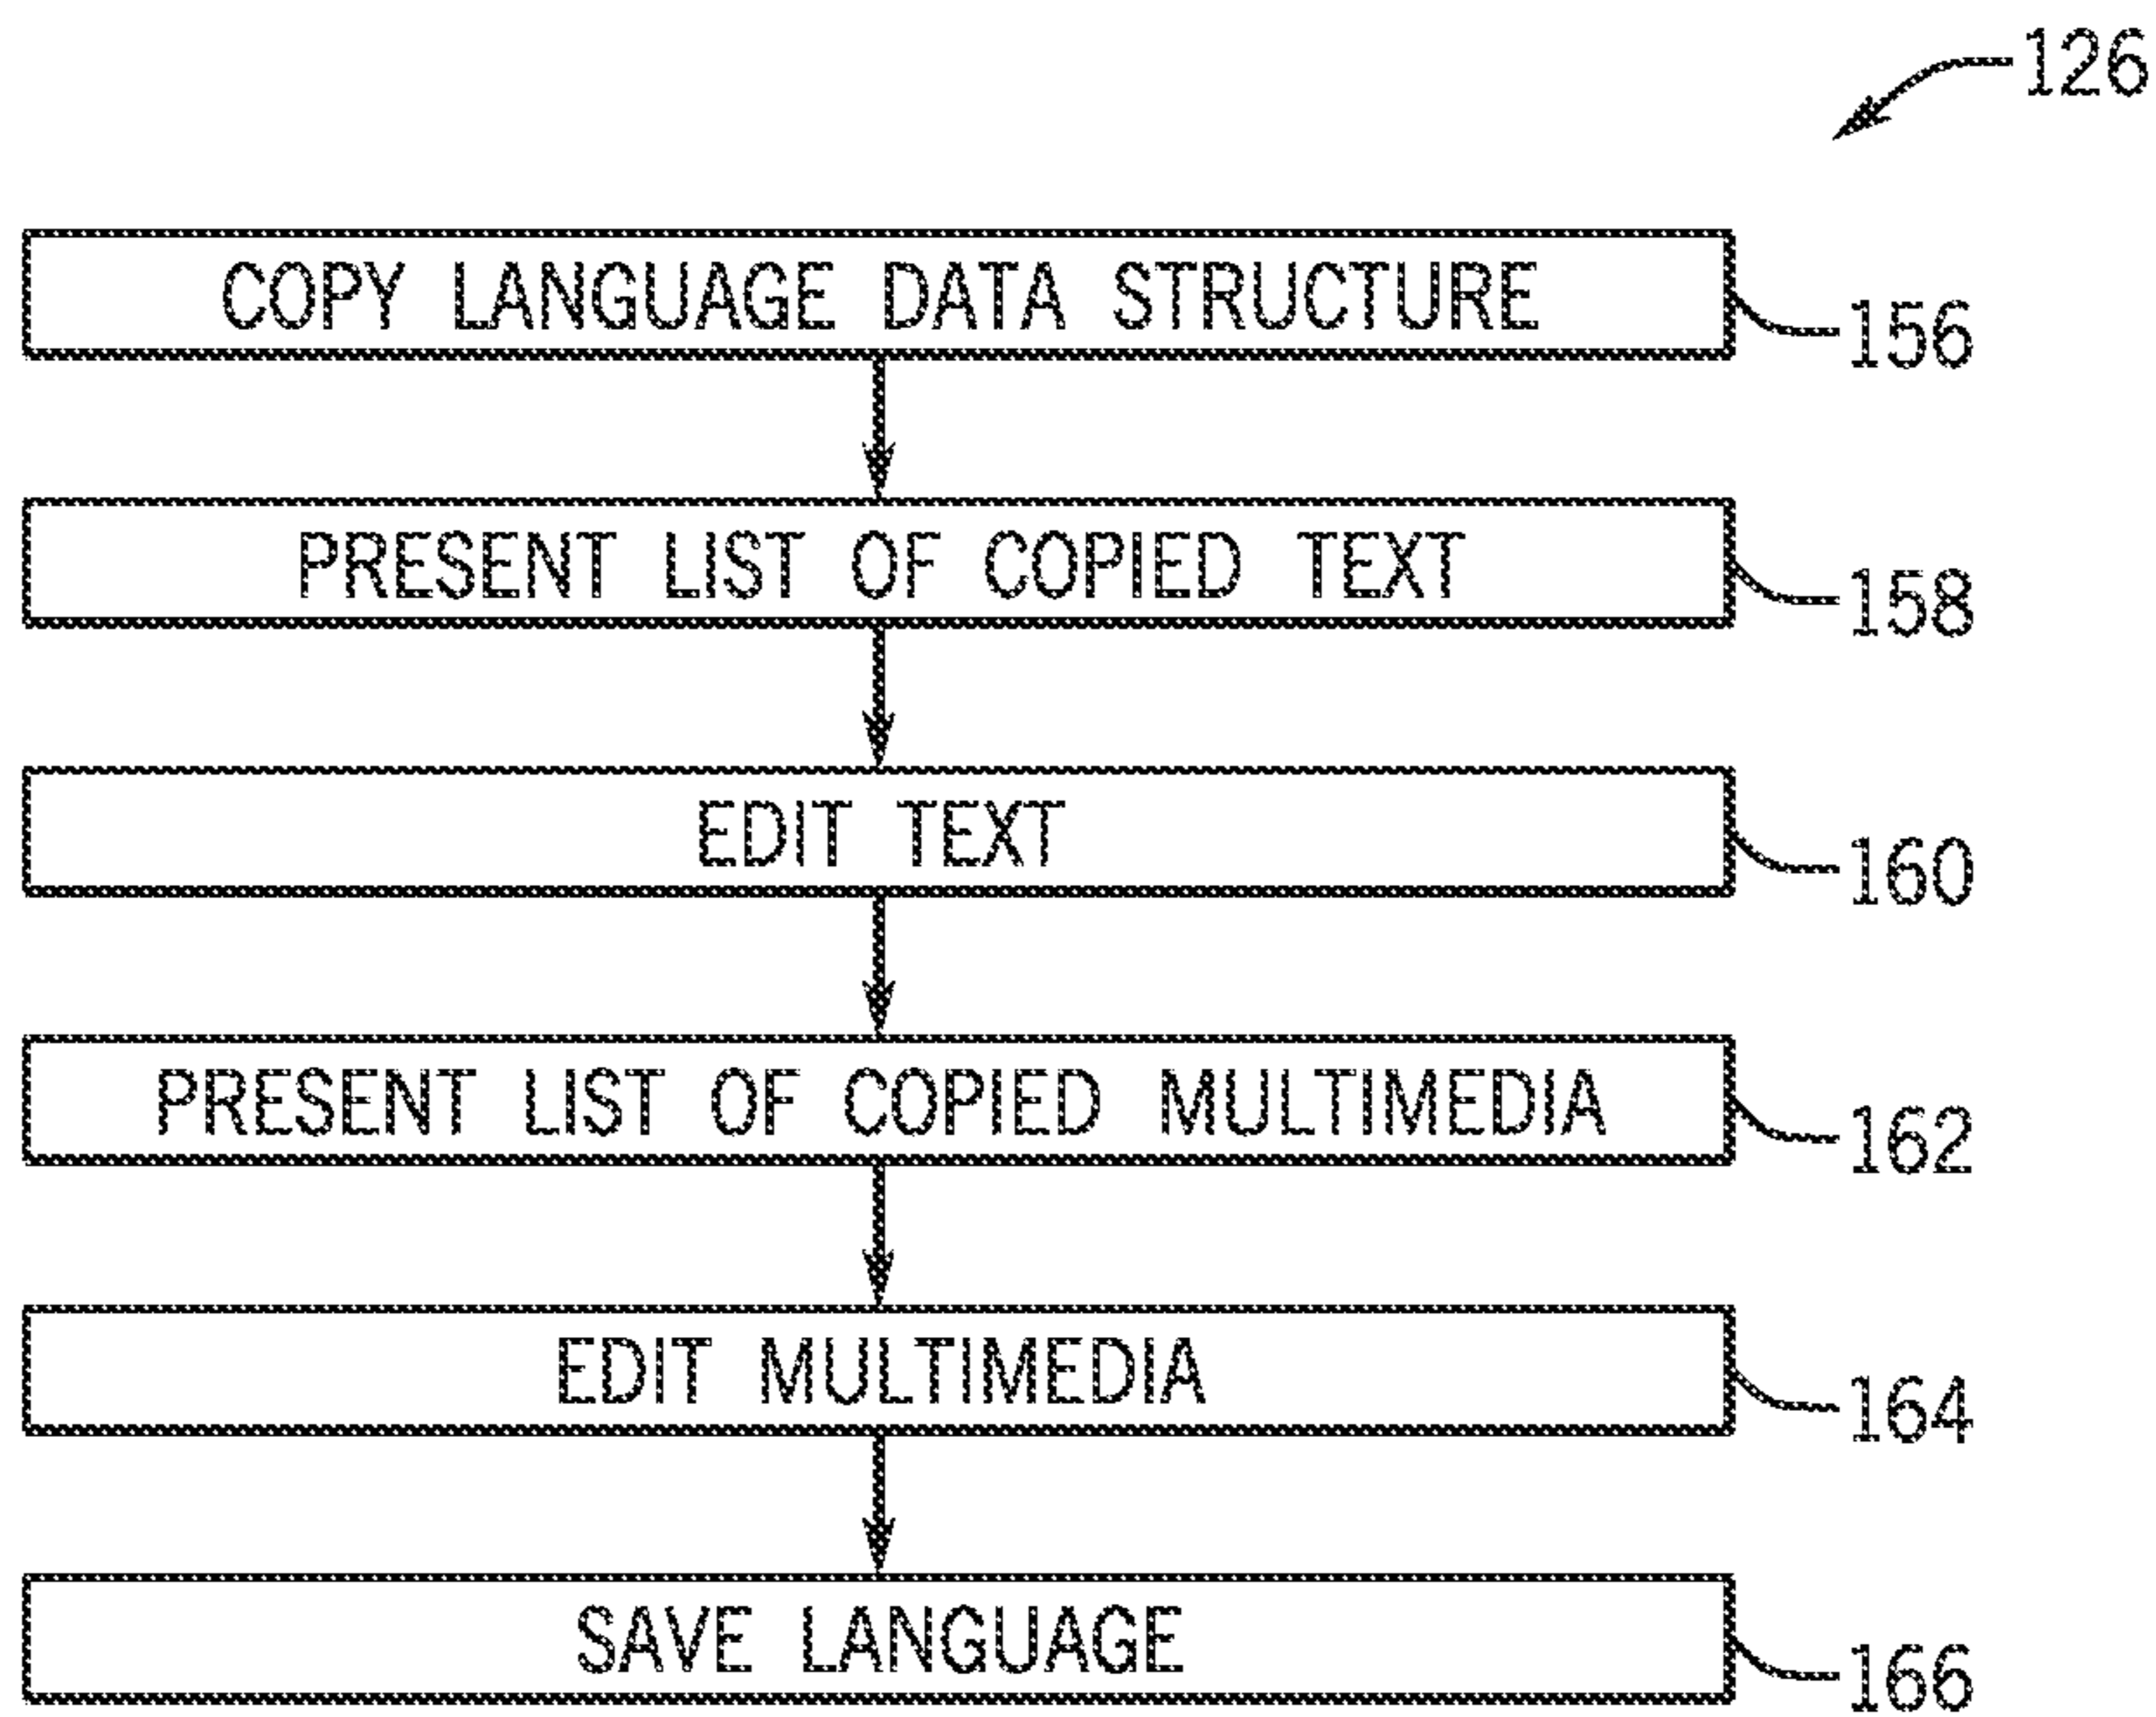 126
COPY LANGUAGE DATA STRUCTURE
156
PRESENT LIST OF COPIED TEXT
158
EDIT TEXT
160
PRESENT LIST OF COPIED MULTIMEDIA
162
EDIT MULTIMEDIA
164
SAVE LANGUAGE
166